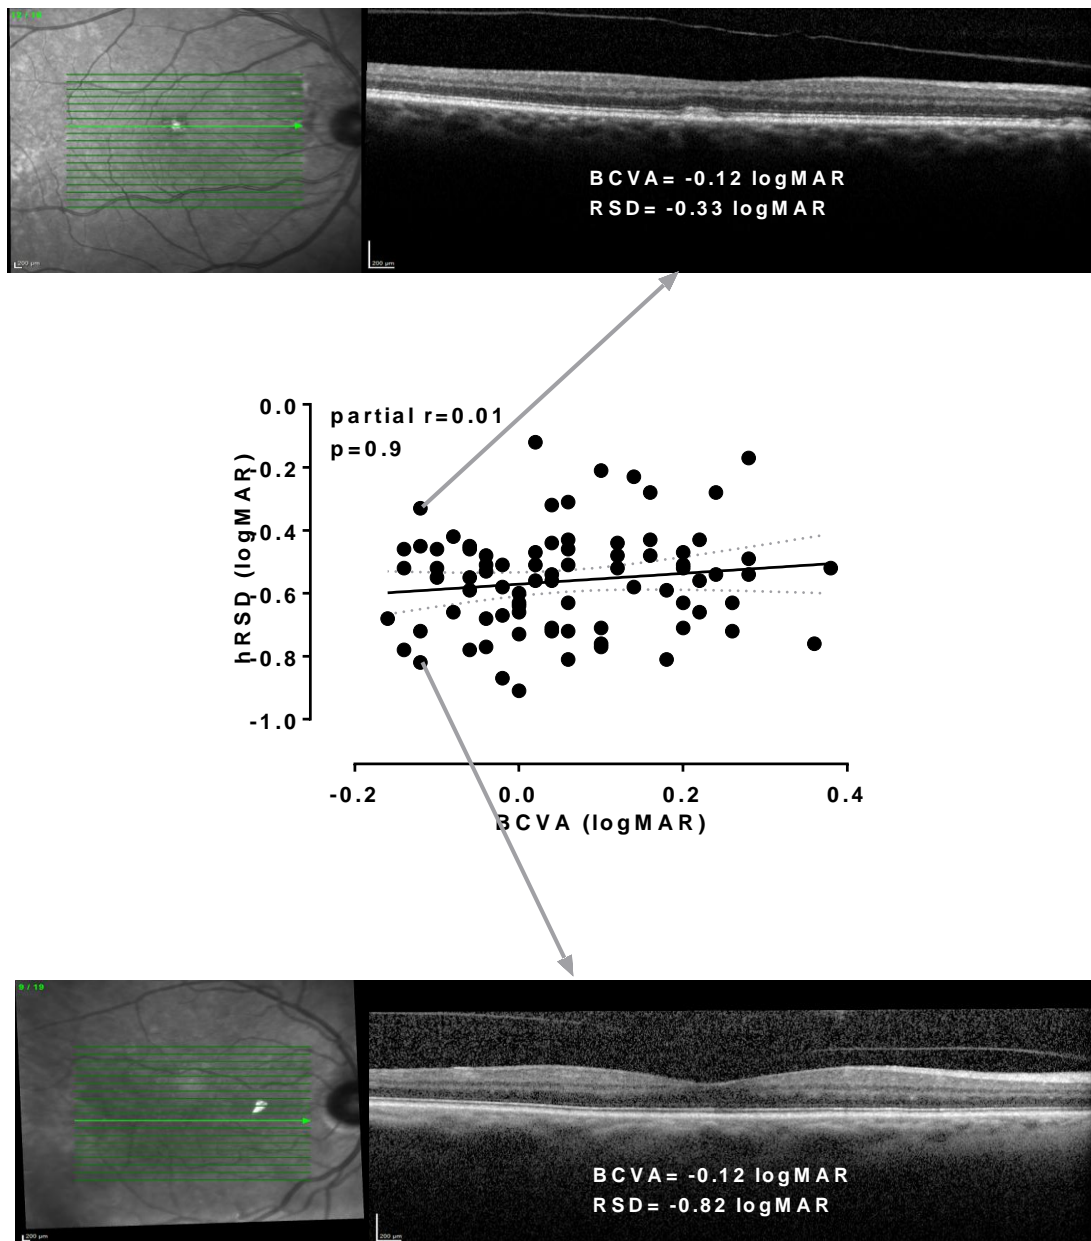 12 / 19
BCVA= -0.12 logMAR
RSD= -0.33 logMAR
200 µm
200 µm
partial r=0.01
p=0.9
0.0
-0.2
-0.4
-0.6
-0.8
-1.0
hRSD (logMAR)
-0.2 0.0 0.2 0.4
BCVA (logMAR)
9 / 19
BCVA= -0.12 logMAR
RSD= -0.82 logMAR
200 µm
200 µm